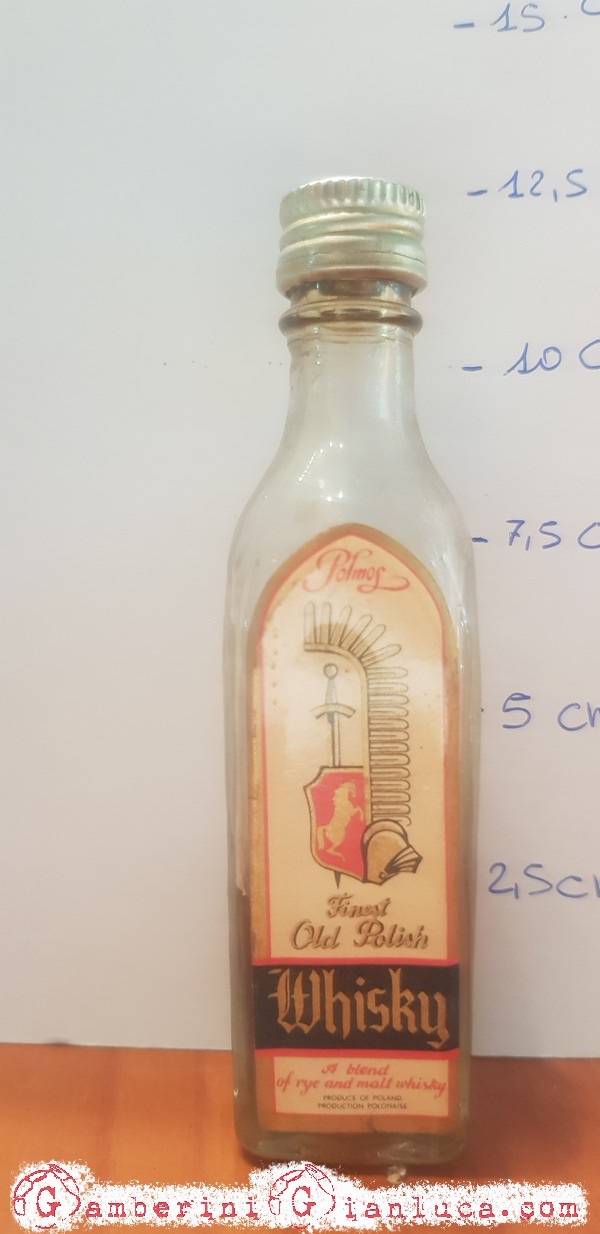 - 15 . C
- 12,5
- 10 C
- 7,5 C
5 cm
2,5cm
Polmos
Finest
Old Polish
Whisky
A blend
of rye and malt whisky
PRODUCE OF POLAND
PRODUCTION POLONAISE
Gamberini Gianluca.com